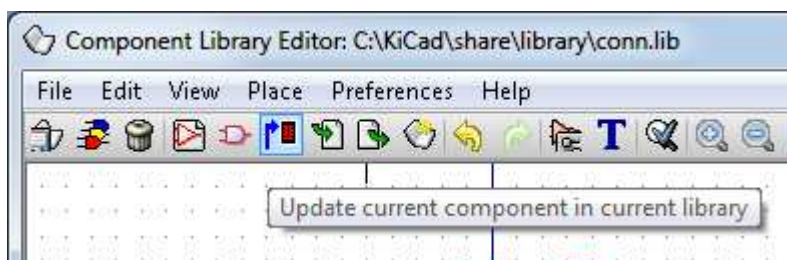 Component Library Editor: C:\KiCad\share\library\conn.lib
File Edit View Place Preferences Help
T
Update current component in current library